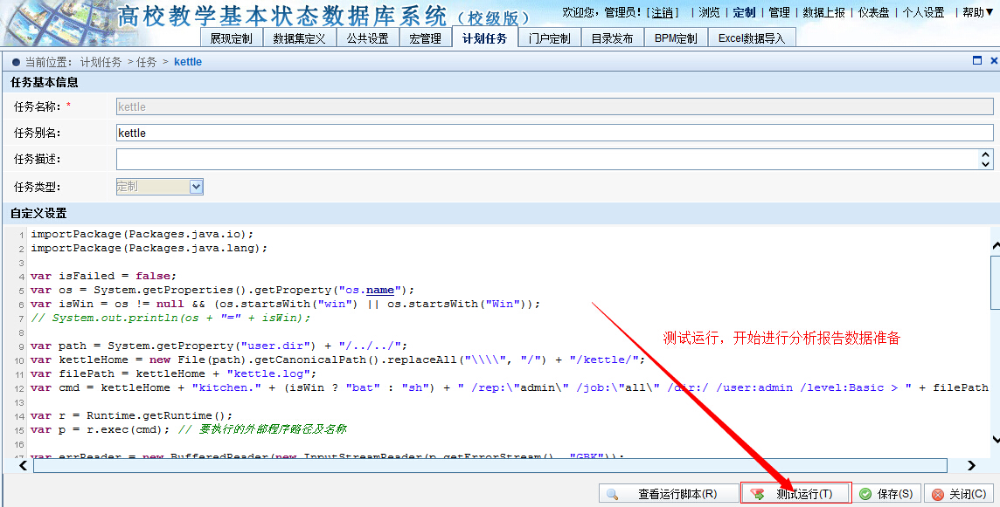 高校教学基本状态数据库系统（校级版）
欢迎您，管理员！ [注销] | 浏览 | 定制 | 管理 | 数据上报 | 仪表盘 | 个人设置 | 帮助▼
展现定制 数据集定义 公共设置 宏管理 计划任务 门户定制 目录发布 BPM定制 Excel数据导入
当前位置： 计划任务 > 任务 > kettle
任务基本信息
任务名称： * kettle
任务别名： kettle
任务描述：
任务类型： 定制
自定义设置
1 importPackage(Packages.java.io);
2 importPackage(Packages.java.lang);
3
4 var isFailed = false;
5 var os = System.getProperties().getProperty("os.name");
6 var isWin = os != null && (os.startsWith("win") || os.startsWith("Win"));
7 // System.out.println(os + "=" + isWin);
8
9 var path = System.getProperty("user.dir") + "/../../";
10 var kettleHome = new File(path).getCanonicalPath().replaceAll("\\\\", "/") + "/kettle/";
11 var filePath = kettleHome + "kettle.log";
12 var cmd = kettleHome + "kitchen." + (isWin ? "bat" : "sh") + " /rep:\"admin\" /job:\"all\" /dir:/ /user:admin /level:Basic > " + filePath
13
14 var r = Runtime.getRuntime();
15 var p = r.exec(cmd); // 要执行的外部程序路径及名称
16
17 var errReader = new BufferedReader(new InputStreamReader(p.getErrorStream(), "GBK"));
测试运行，开始进行分析报告数据准备
查看运行脚本(R) 测试运行(T) 保存(S) 关闭(C)